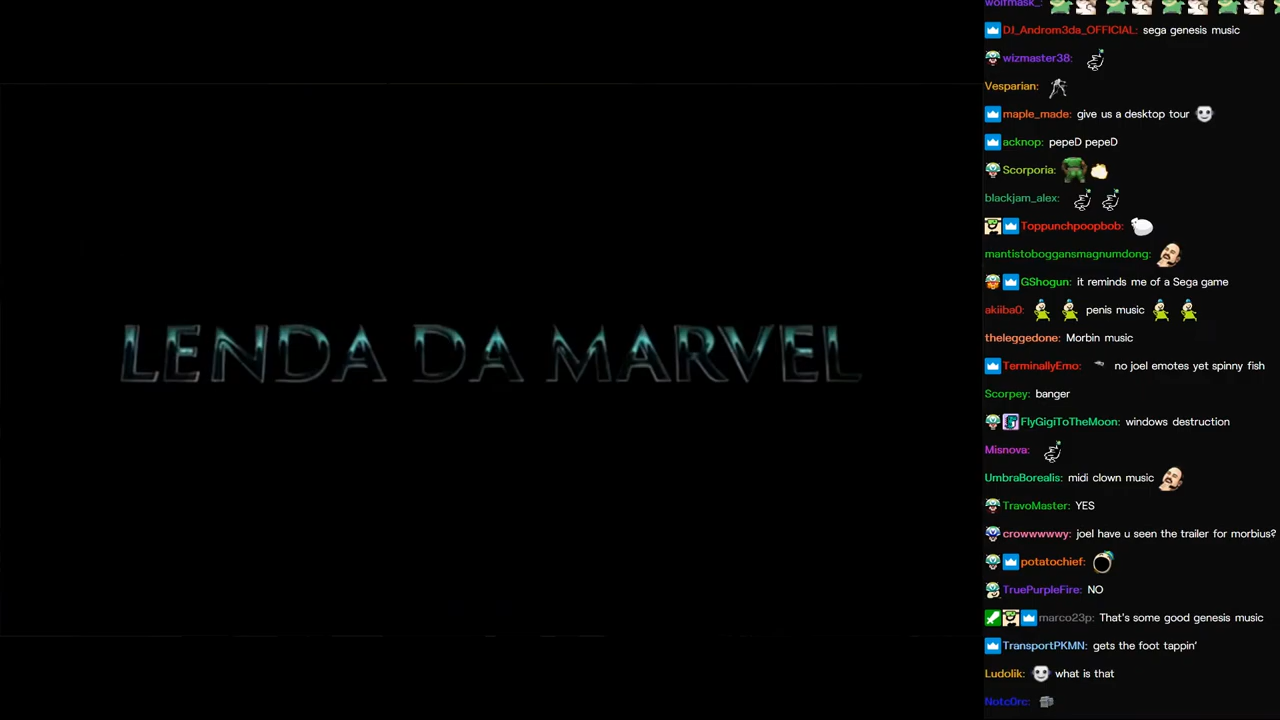 LENDA DA MARVEL
wolfmask_:
DJ_Androm3da_OFFICIAL: sega genesis music
wizmaster38:
Vesparian:
maple_made: give us a desktop tour
acknop: pepeD pepeD
Scorporia:
blackjam_alex:
Toppunchpoopbob:
mantistoboggansmagnumdong:
GShogun: it reminds me of a Sega game
akiiba0: penis music
theleggedone: Morbin music
TerminallyEmo: no joel emotes yet spinny fish
Scorpey: banger
FlyGigiToTheMoon: windows destruction
Misnova:
UmbraBorealis: midi clown music
TravoMaster: YES
crowwwwwy: joel have u seen the trailer for morbius?
potatochief:
TruePurpleFire: NO
marco23p: That's some good genesis music
TransportPKMN: gets the foot tappin'
Ludolik: what is that
Notc0rc: